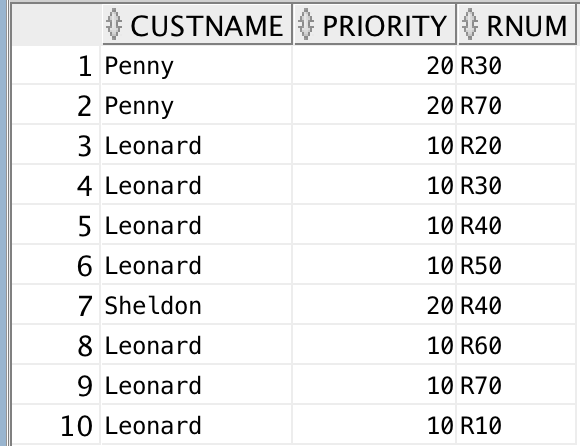 CUSTNAME PRIORITY RNUM
1 Penny 20 R30
2 Penny 20 R70
3 Leonard 10 R20
4 Leonard 10 R30
5 Leonard 10 R40
6 Leonard 10 R50
7 Sheldon 20 R40
8 Leonard 10 R60
9 Leonard 10 R70
10 Leonard 10 R10